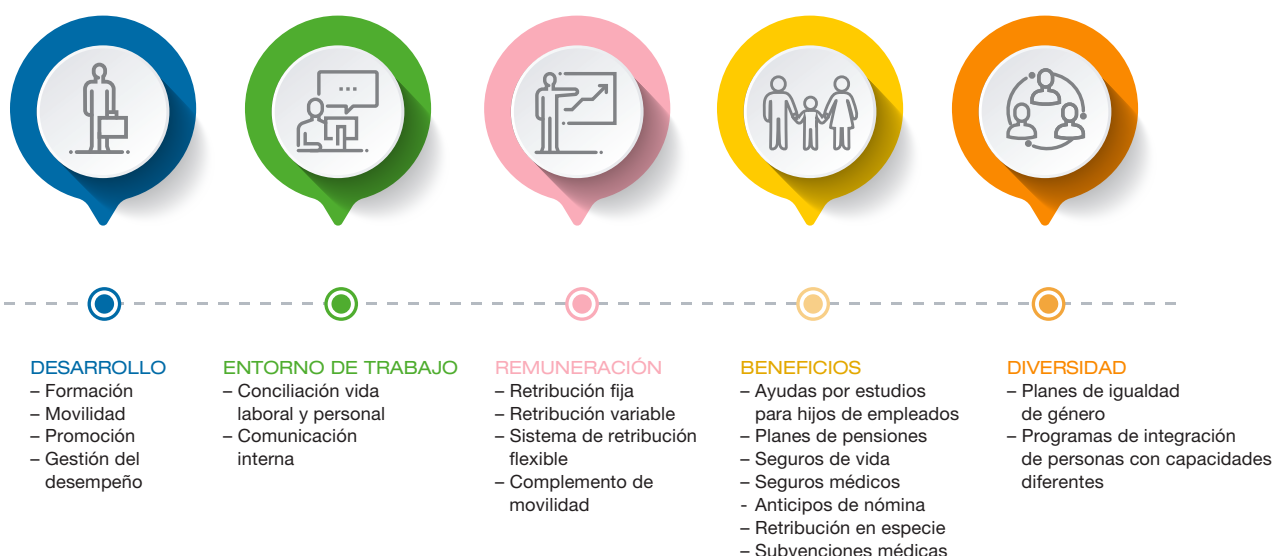 DESARROLLO
– Formación
– Movilidad
– Promoción
– Gestión del
desempeño
ENTORNO DE TRABAJO
– Conciliación vida
laboral y personal
– Comunicación
interna
REMUNERACIÓN
– Retribución fija
– Retribución variable
– Sistema de retribución
flexible
– Complemento de
movilidad
BENEFICIOS
– Ayudas por estudios
para hijos de empleados
– Planes de pensiones
– Seguros de vida
– Seguros médicos
- Anticipos de nómina
– Retribución en especie
– Subvenciones médicas
DIVERSIDAD
– Planes de igualdad
de género
– Programas de integración
de personas con capacidades
diferentes